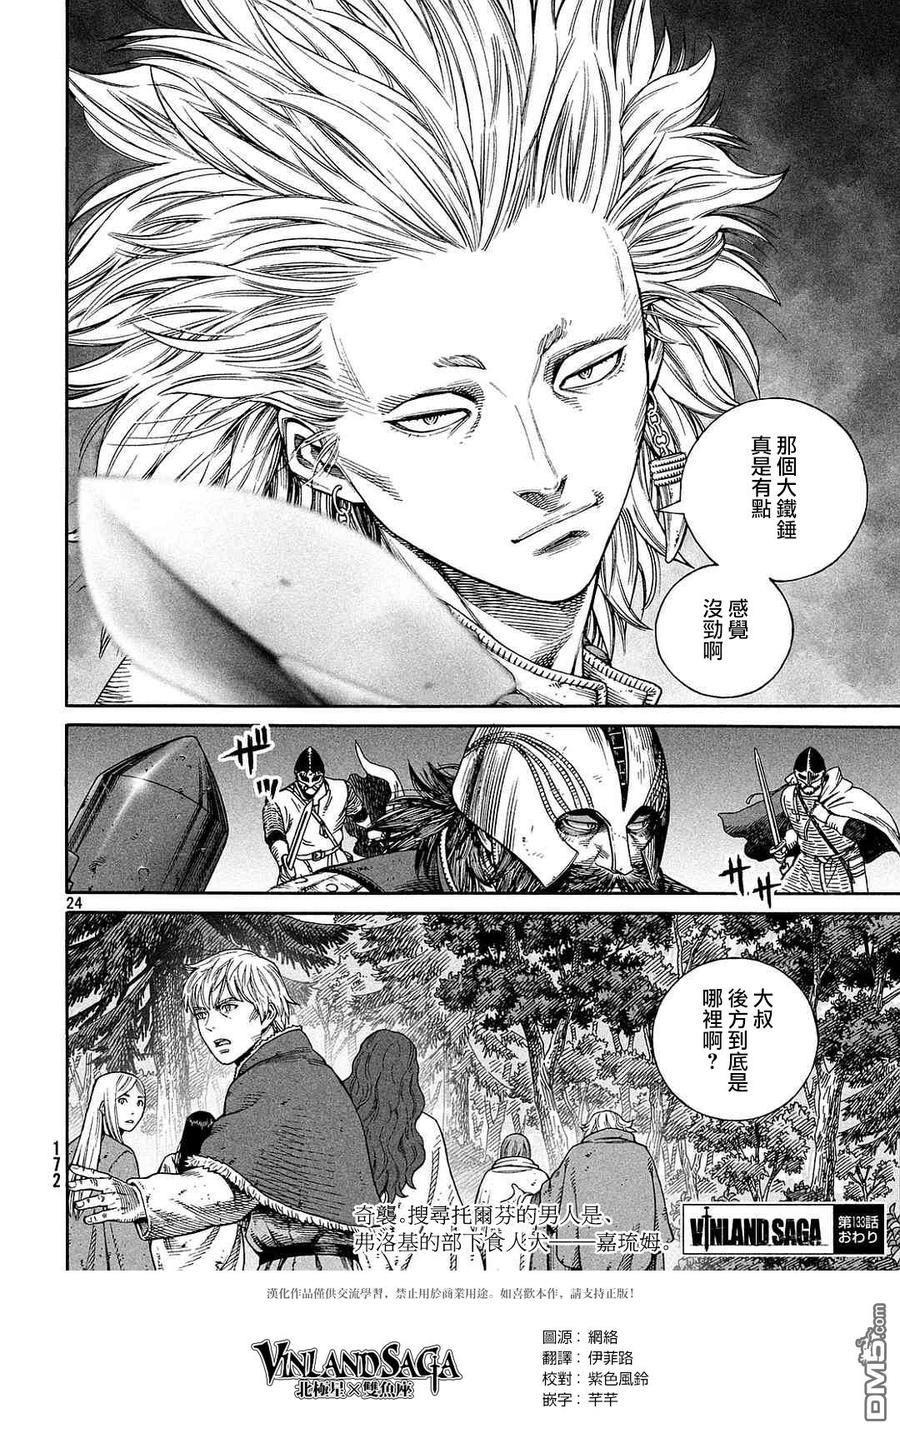 那個大鐵錘
真是有點
感覺
沒勁啊
ザッ
ザッ
ザッ
24
大叔
後方到底是
哪裡啊？
172
奇襲。搜尋托爾芬的男人是、
弗洛基的部下食人犬——嘉琉姆。
VINLAND SAGA
第133話
おわり
漢化作品僅供交流學習，禁止用於商業用途。如喜歡本作，請支持正版！
VINLAND SAGA
北極星×雙魚座
圖源：網絡
翻譯：伊菲路
校對：紫色風鈴
嵌字：芊芊
DM5.com